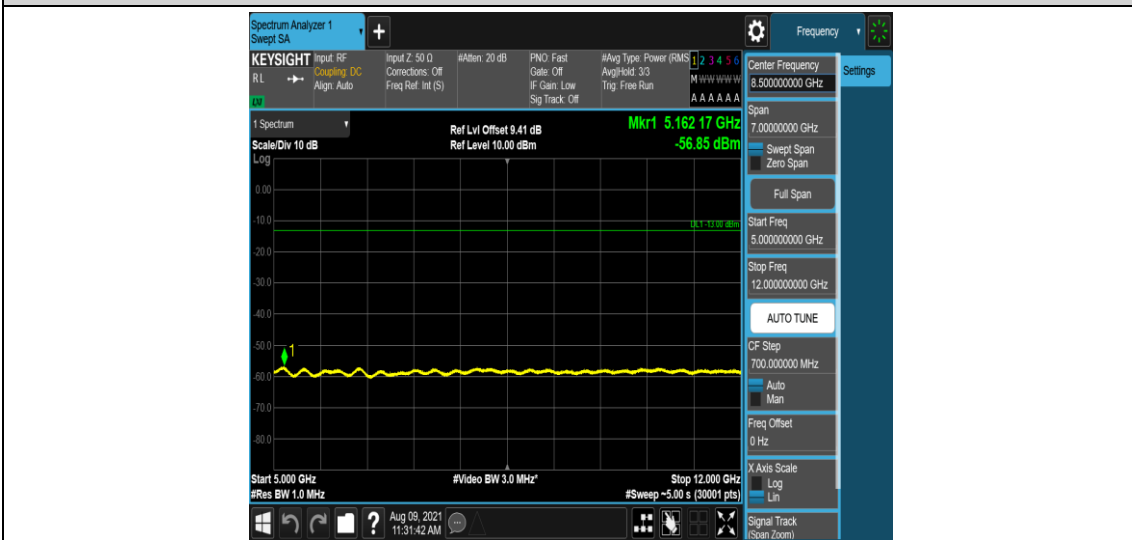 Spectrum Analyzer 1
Swept SA
+
Frequency
KEYSIGHT
RL
LXI
Input: RF
Coupling: DC
Align: Auto
Input Z: 50 Ω
Corrections: Off
Freq Ref: Int (S)
#Atten: 20 dB
PNO: Fast
Gate: Off
IF Gain: Low
Sig Track: Off
#Avg Type: Power (RMS
Avg|Hold: 3/3
Trig: Free Run
1 2 3 4 5 6
M W W W W W
A A A A A A
1 Spectrum
Scale/Div 10 dB
Log
Ref Lvl Offset 9.41 dB
Ref Level 10.00 dBm
Mkr1 5.162 17 GHz
-56.85 dBm
0.00
-10.0
DL1 -13.00 dBm
-20.0
-30.0
-40.0
-50.0
1
-60.0
-70.0
-80.0
Start 5.000 GHz
#Res BW 1.0 MHz
#Video BW 3.0 MHz*
Stop 12.000 GHz
#Sweep ~5.00 s (30001 pts)
Center Frequency
8.500000000 GHz
Settings
Span
7.00000000 GHz
Swept Span
Zero Span
Full Span
Start Freq
5.000000000 GHz
Stop Freq
12.000000000 GHz
AUTO TUNE
CF Step
700.000000 MHz
Auto
Man
Freq Offset
0 Hz
X Axis Scale
Log
Lin
Signal Track
(Span Zoom)
?
Aug 09, 2021
11:31:42 AM